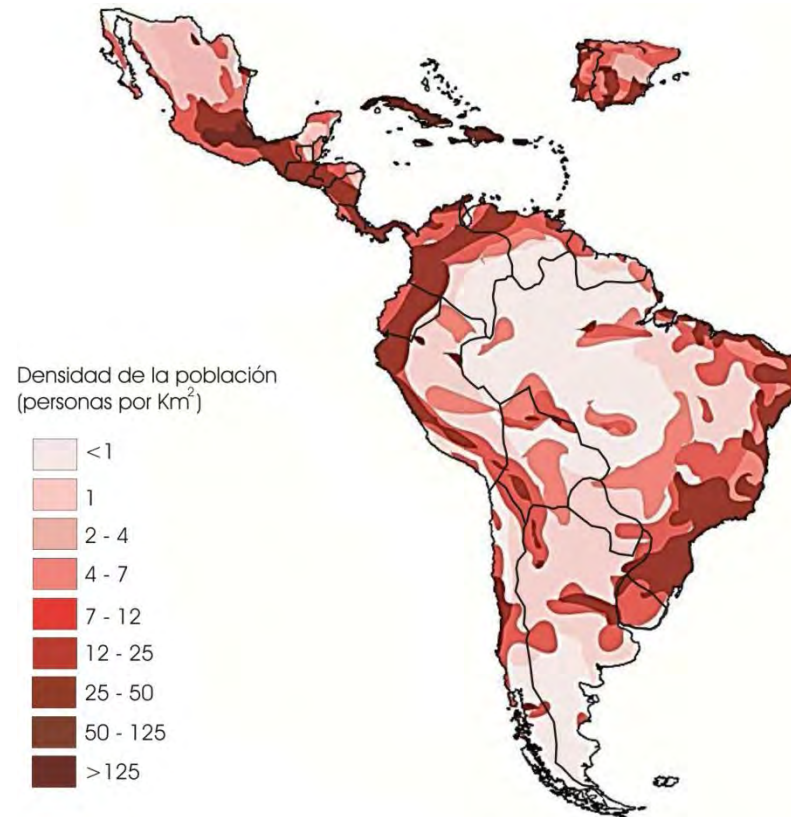 Densidad de la población
(personas por Km²)
<1
1
2 - 4
4 - 7
7 - 12
12 - 25
25 - 50
50 - 125
>125